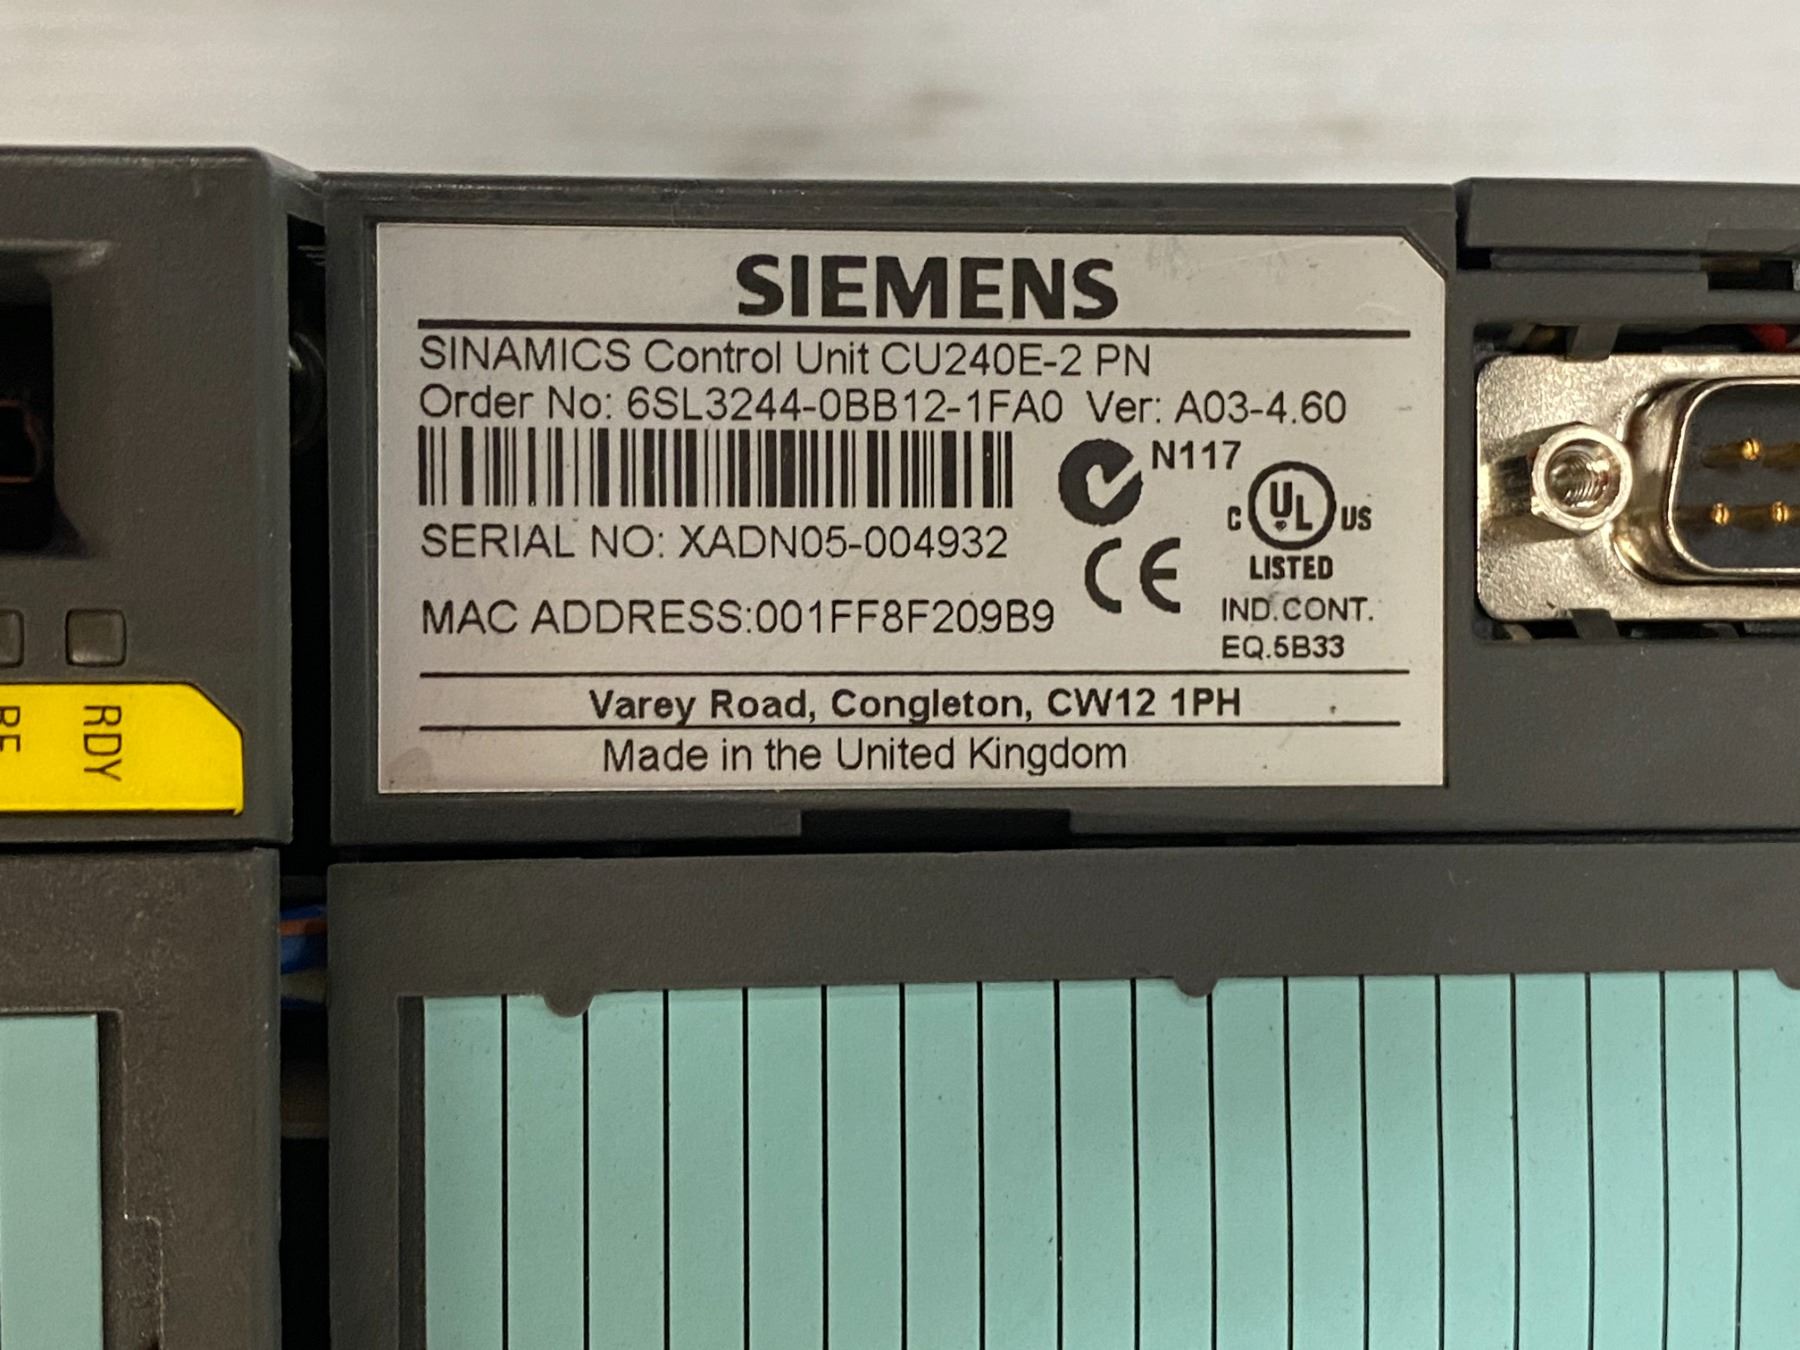 SIEMENS
SINAMICS Control Unit CU240E-2 PN
Order No: 6SL3244-0BB12-1FA0 Ver: A03-4.60
N117
C UL US
LISTED
SERIAL NO: XADN05-004932
CE
MAC ADDRESS:001FF8F209B9
IND.CONT.
EQ.5B33
Varey Road, Congleton, CW12 1PH
Made in the United Kingdom
RDY